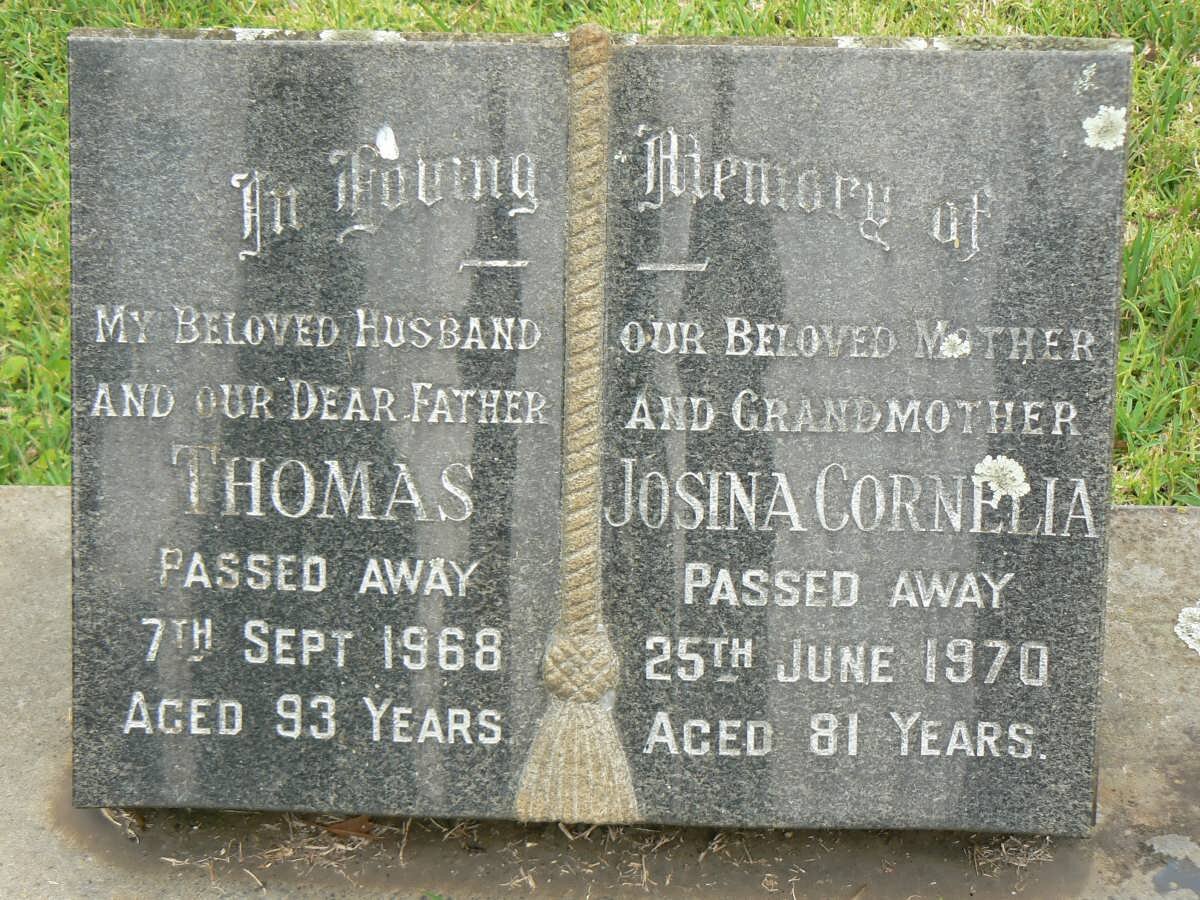 In Loving Memory of
My Beloved Husband
and our Dear Father
Thomas
Passed away
7th Sept 1968
Aged 93 Years.
our Beloved Mother
and Grandmother
Josina Cornelia
Passed away
25th June 1970
Aged 81 Years.